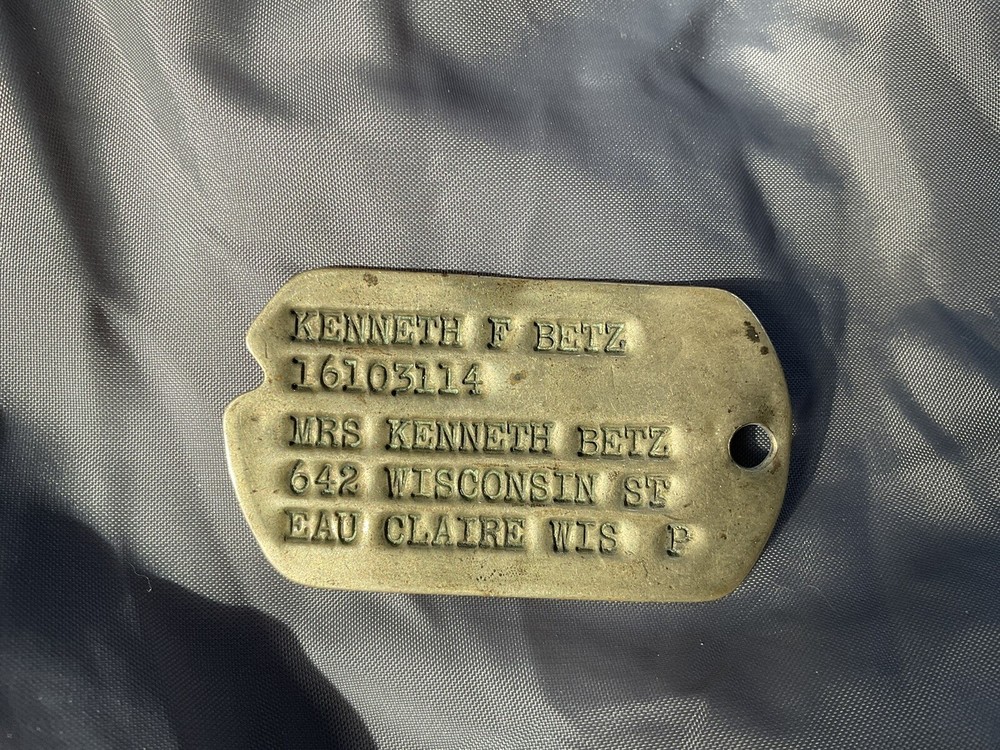 KENNETH F BETZ
16103114
MRS KENNETH BETZ
642 WISCONSIN ST
EAU CLAIRE WIS P